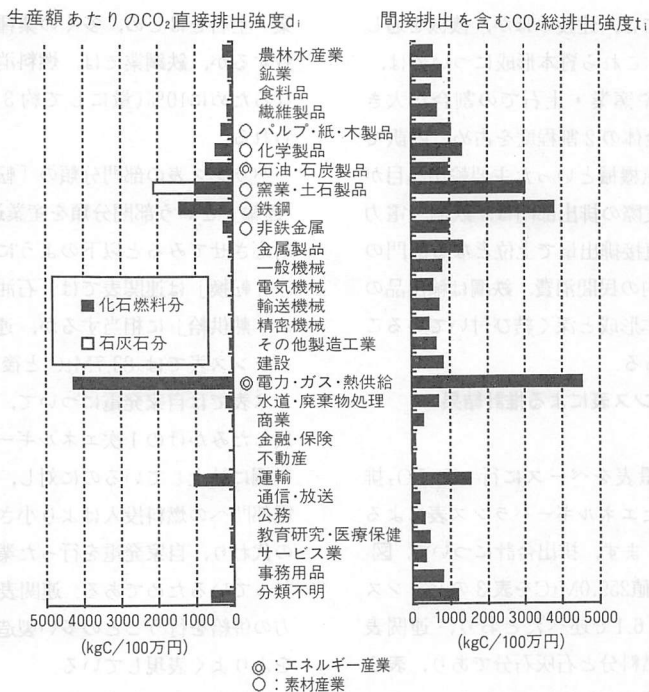 生産額あたりのCO₂直接排出強度dᵢ
間接排出を含むCO₂総排出強度tᵢ
農林水産業
鉱業
食料品
繊維製品
○パルプ・紙・木製品
○化学製品
◎石油・石炭製品
○窯業・土石製品
○鉄鋼
○非鉄金属
金属製品
一般機械
電気機械
輸送機械
精密機械
その他製造工業
建設
◎電力・ガス・熱供給
水道・廃棄物処理
商業
金融・保険
不動産
運輸
通信・放送
公務
教育研究・医療保健
サービス業
事務用品
分類不明
■化石燃料分
□石灰石分
5000 4000 3000 2000 1000 0
(kgC/100万円)
0 1000 2000 3000 4000 5000
(kgC/100万円)
◎：エネルギー産業
○：素材産業